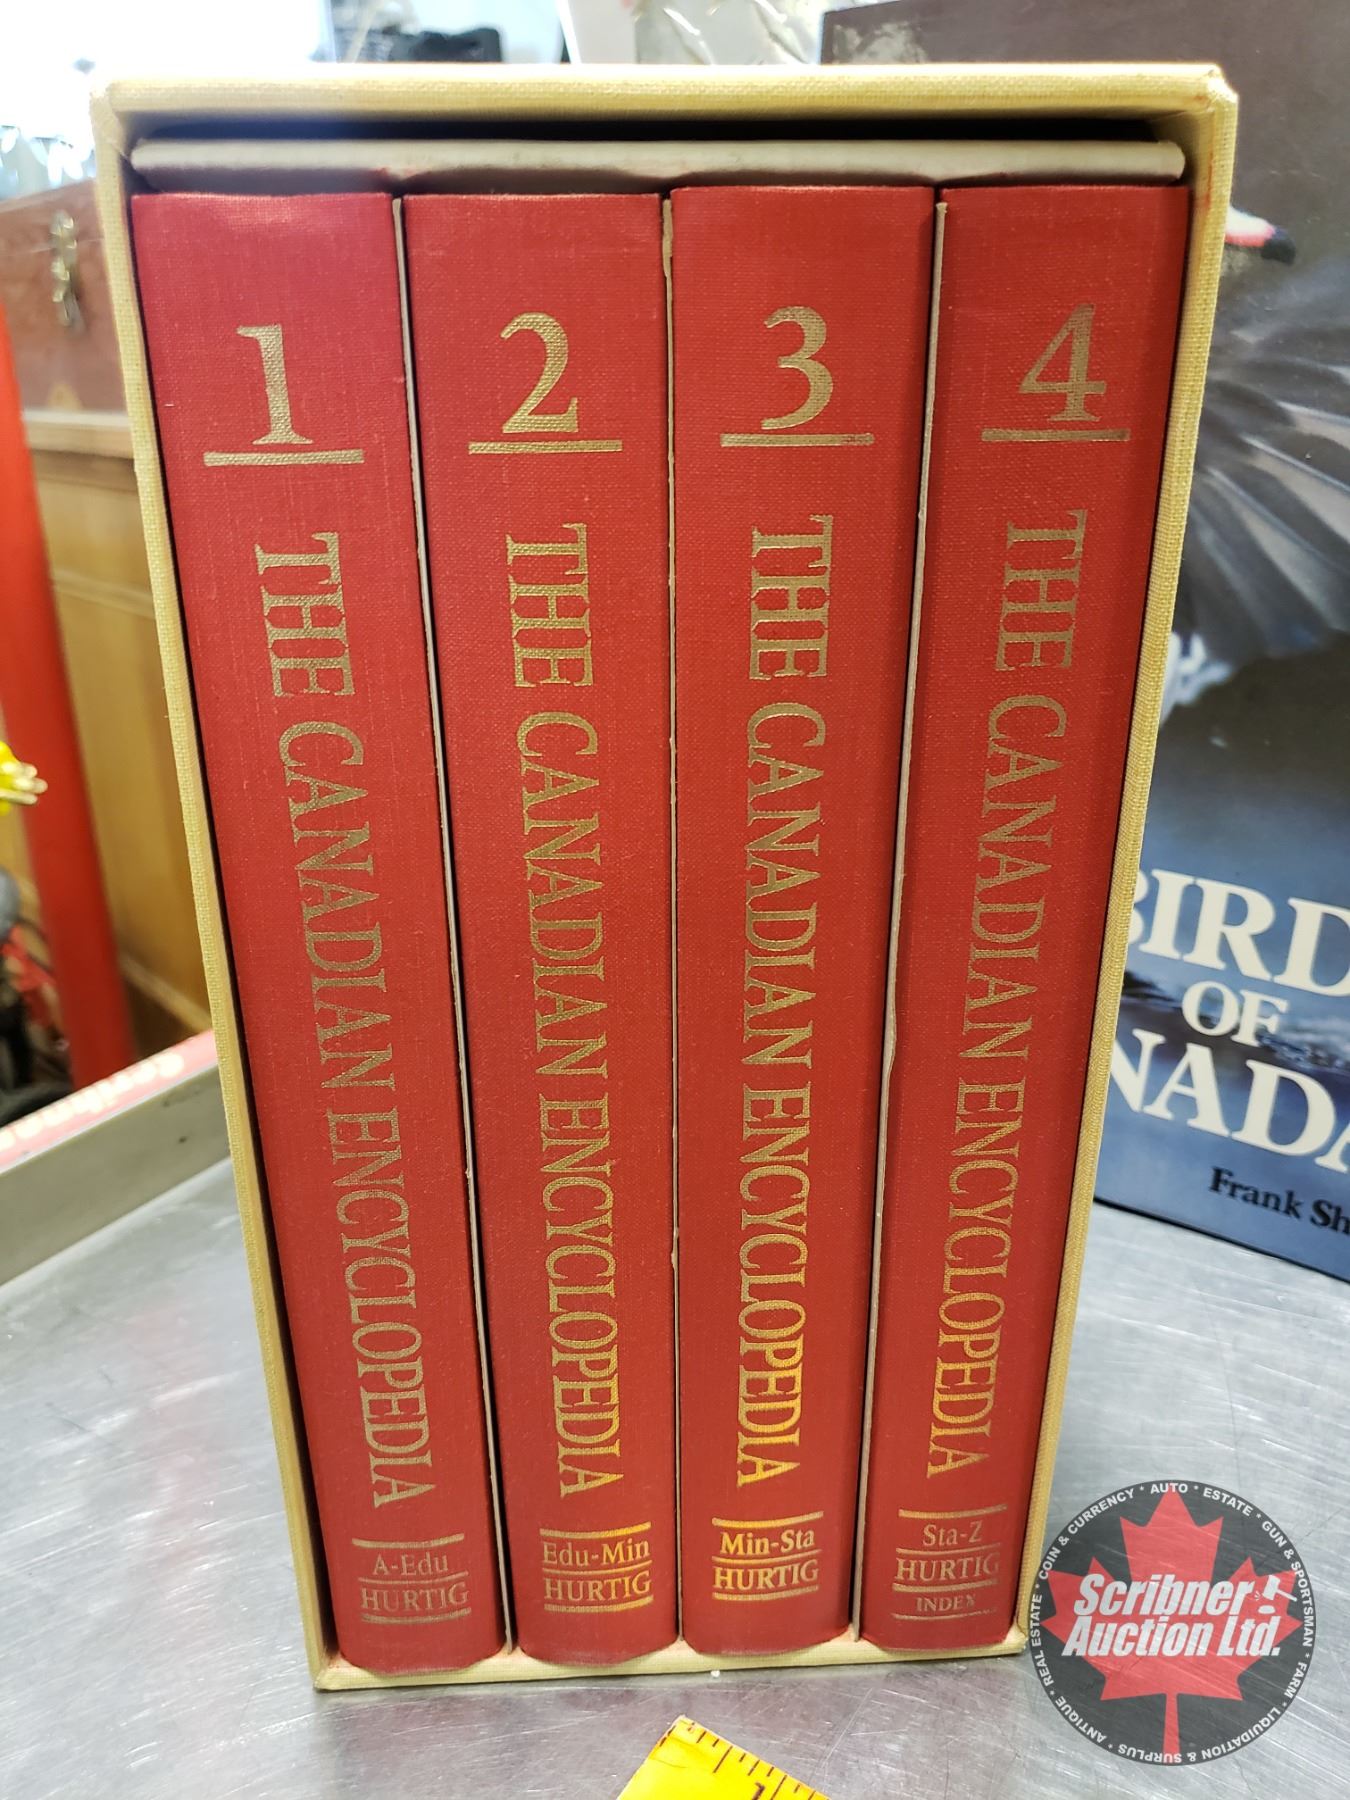 1
THE CANADIAN ENCYCLOPEDIA
A-Edu
HURTIG
2
THE CANADIAN ENCYCLOPEDIA
Edu-Min
HURTIG
3
THE CANADIAN ENCYCLOPEDIA
Min-Sta
HURTIG
4
THE CANADIAN ENCYCLOPEDIA
Sta-Z
HURTIG
INDEX
BIRD
OF
NADA
Frank Sh
1
Scribner
Auction Ltd.
REAL ESTATE * COIN & CURRENCY * AUTO * ESTATE * GUN & SPORTSMAN * FARM * LIQUIDATION & SURPLUS * ANTIQUE *